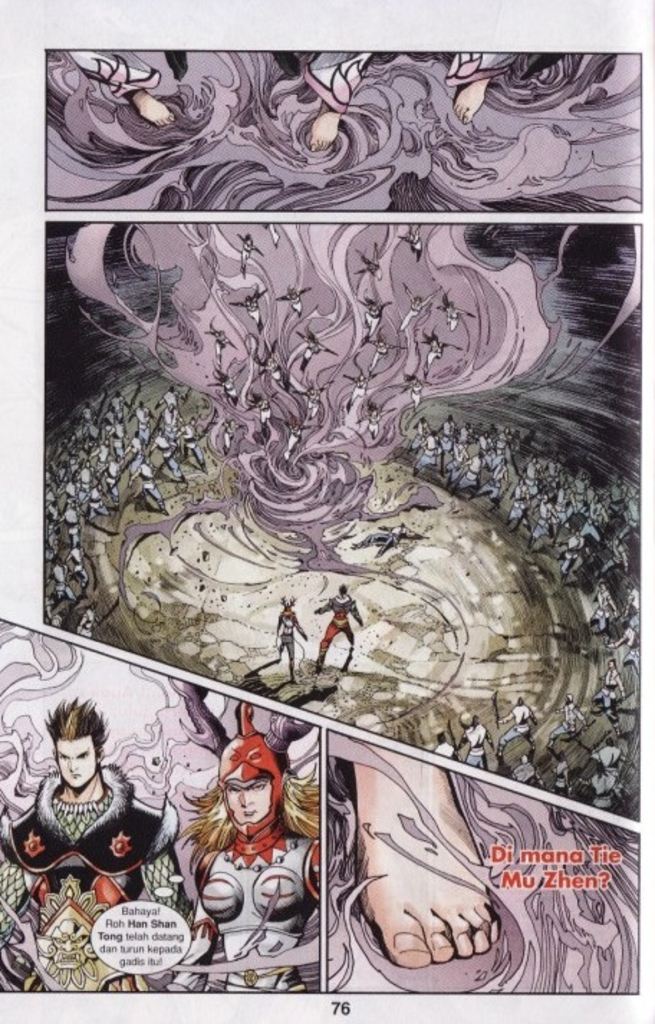 Bahaya!
Roh Han Shan
Tong telah datang
dan turun kepada
gadis itu!
Di mana Tie
Mu Zhen?
76